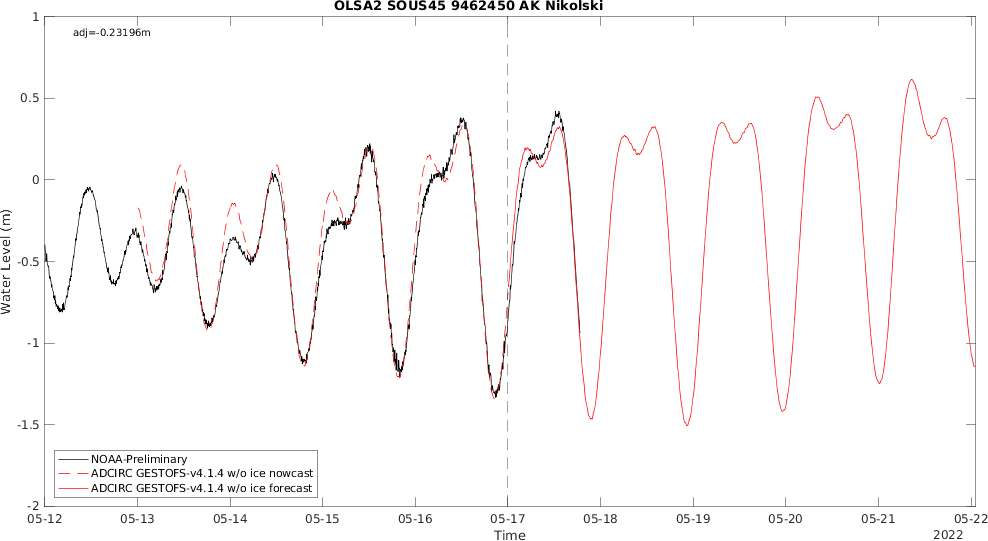 OLSA2 SOUS45 9462450 AK Nikolski
adj=-0.23196m
1
0.5
0
-0.5
-1
-1.5
-2
Water Level (m)
NOAA-Preliminary
ADCIRC GESTOFS-v4.1.4 w/o ice nowcast
ADCIRC GESTOFS-v4.1.4 w/o ice forecast
05-12 05-13 05-14 05-15 05-16 05-17 05-18 05-19 05-20 05-21 05-22
Time
2022